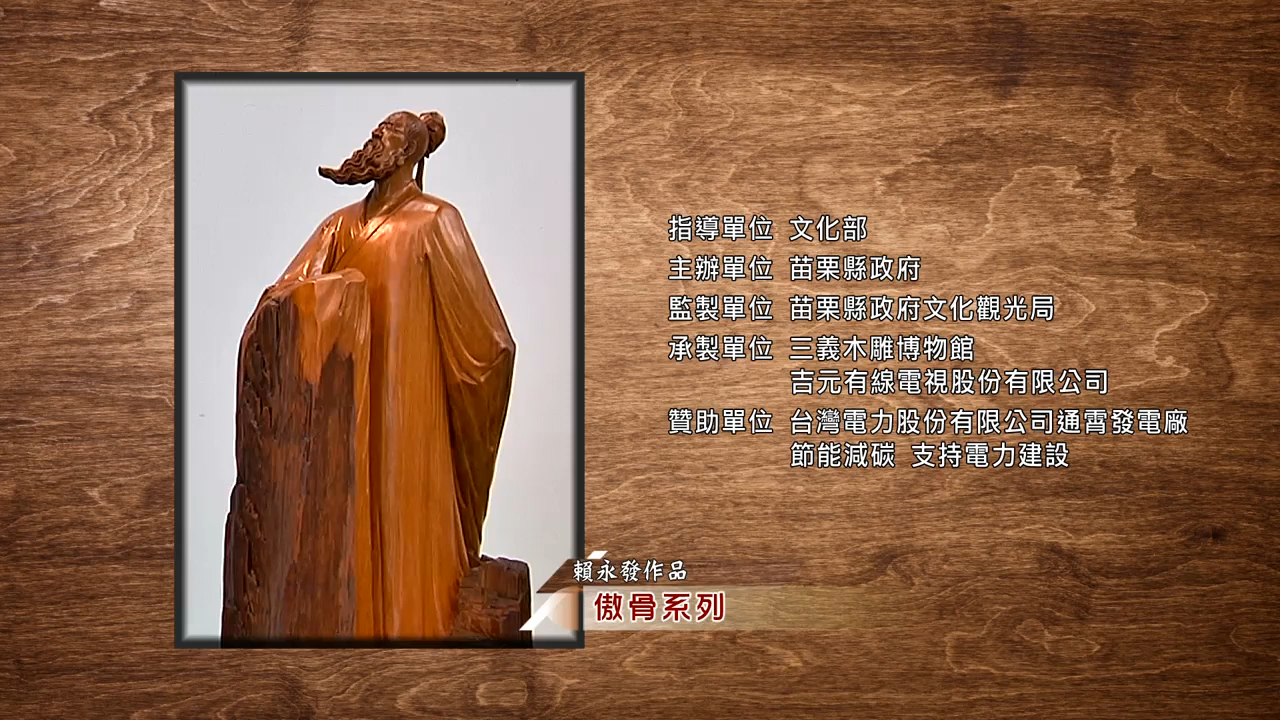 指導單位 文化部
主辦單位 苗栗縣政府
監製單位 苗栗縣政府文化觀光局
承製單位 三義木雕博物館
吉元有線電視股份有限公司
贊助單位 台灣電力股份有限公司通霄發電廠
節能減碳 支持電力建設
賴永發作品
傲骨系列